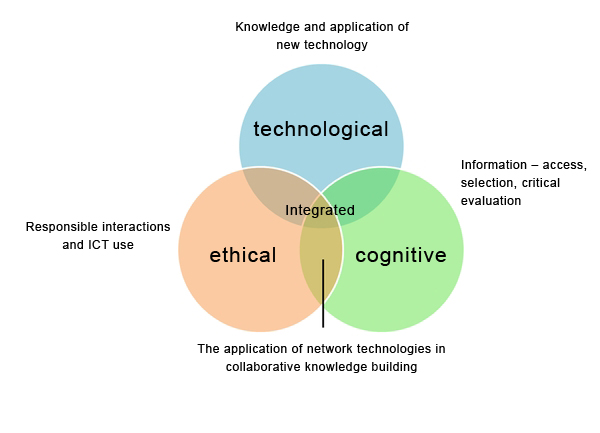 Knowledge and application of
new technology
technological
Information – access,
selection, critical
evaluation
Integrated
Responsible interactions
and ICT use
ethical
cognitive
The application of network technologies in
collaborative knowledge building